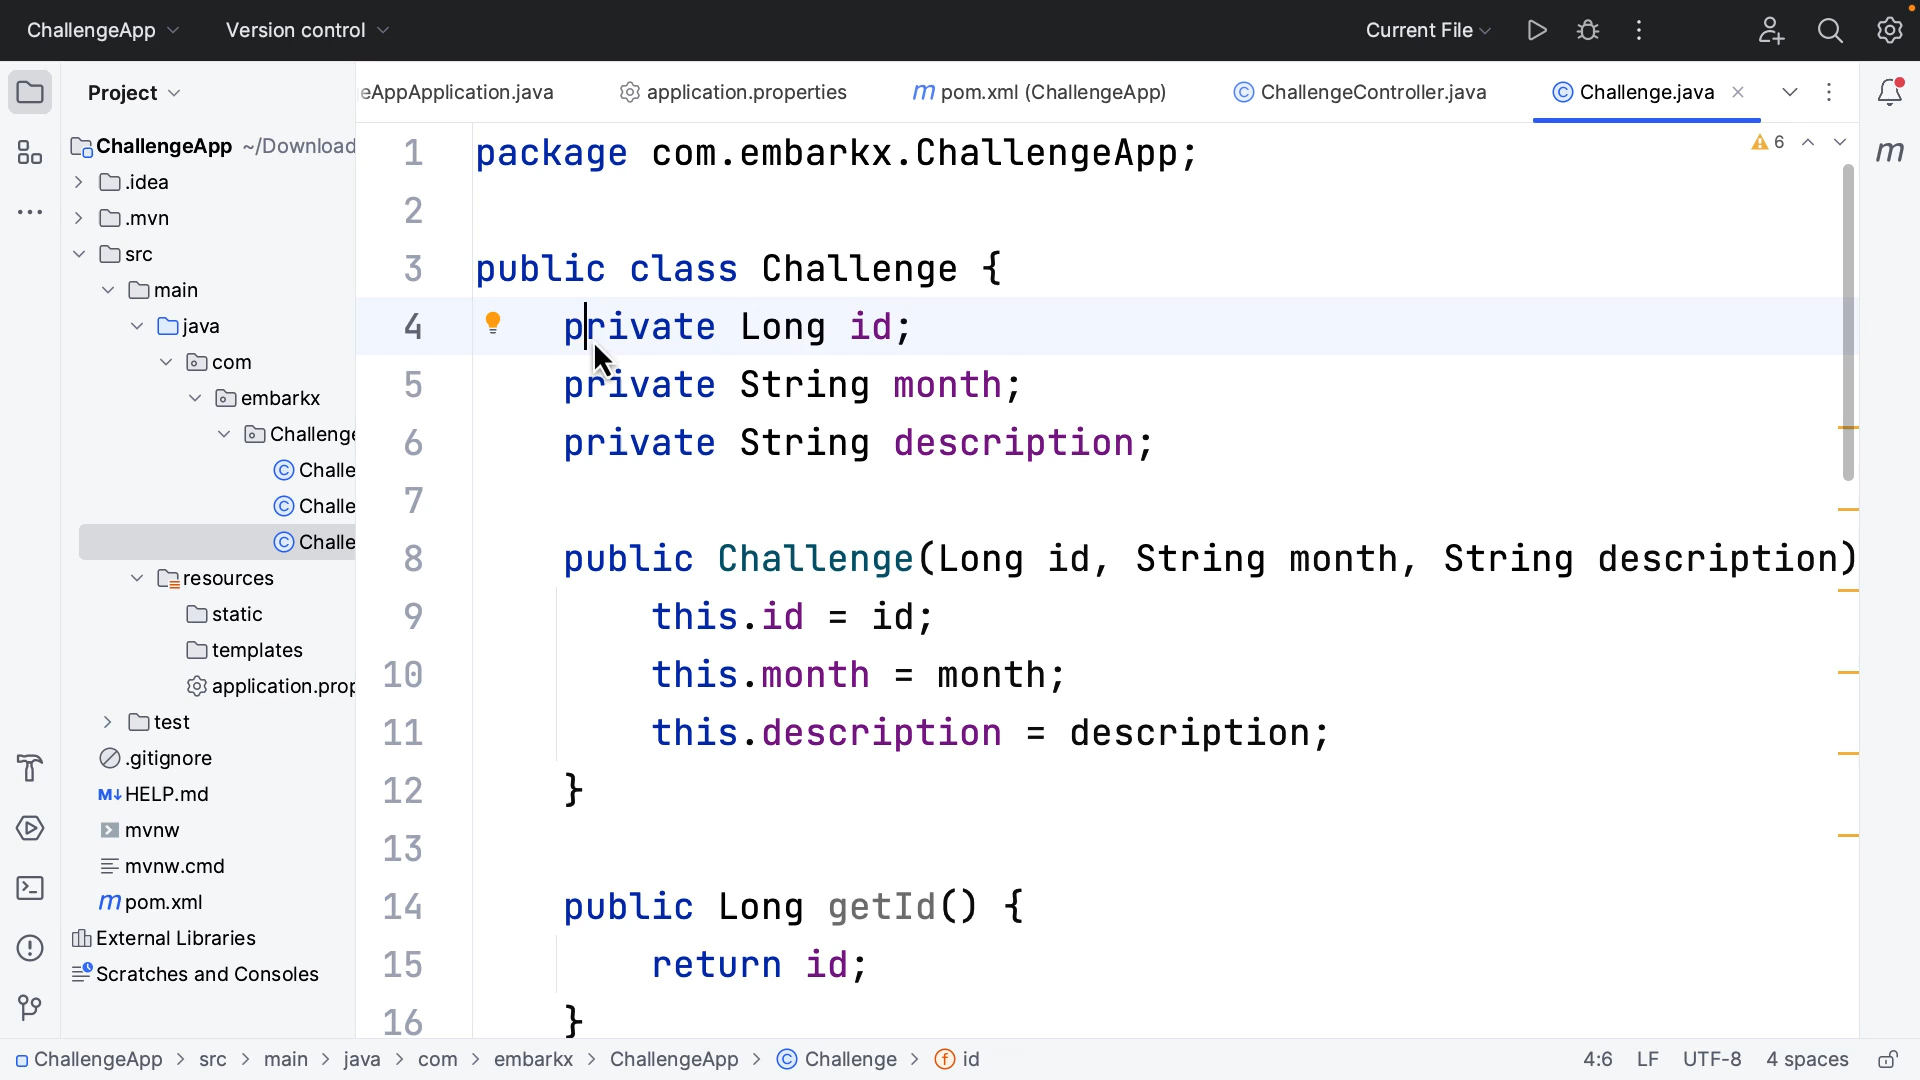 ChallengeApp
Version control
Current File
Project
eAppApplication.java
application.properties
pom.xml (ChallengeApp)
ChallengeController.java
Challenge.java
ChallengeApp ~/Download
.idea
.mvn
src
main
java
com
embarkx
Challenge
Challe
Challe
Challe
resources
static
templates
application.prop
test
.gitignore
HELP.md
mvnw
mvnw.cmd
pom.xml
External Libraries
Scratches and Consoles
6
1 package com.embarkx.ChallengeApp;
2
3 public class Challenge {
4 private Long id;
5 private String month;
6 private String description;
7
8 public Challenge(Long id, String month, String description)
9 this.id = id;
10 this.month = month;
11 this.description = description;
12 }
13
14 public Long getId() {
15 return id;
16 }
ChallengeApp > src > main > java > com > embarkx > ChallengeApp > Challenge > id
4:6 LF UTF-8 4 spaces